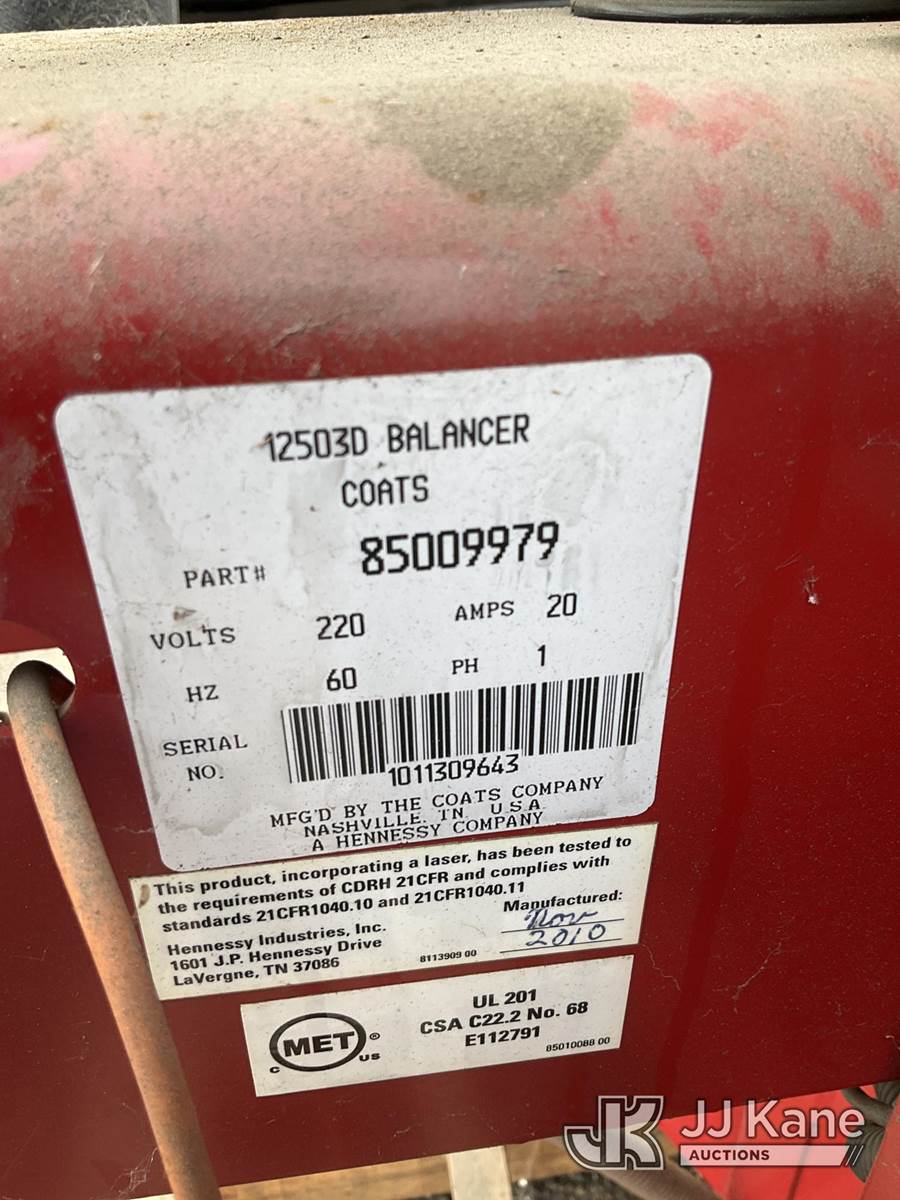 12503D BALANCER
COATS
PART# 85009979
VOLTS 220 AMPS 20
HZ 60 PH 1
SERIAL
NO. 1011309643
MFG'D BY THE COATS COMPANY
NASHVILLE, TN U.S.A.
A HENNESSY COMPANY
This product, incorporating a laser, has been tested to
the requirements of CDRH 21CFR and complies with
standards 21CFR1040.10 and 21CFR1040.11
Manufactured:
Nov
2010
Hennessy Industries, Inc.
1601 J.P. Hennessy Drive
LaVergne, TN 37086
8113909 00
MET ®
C US
UL 201
CSA C22.2 No. 68
E112791
85010088 00
JK JJ Kane
AUCTIONS